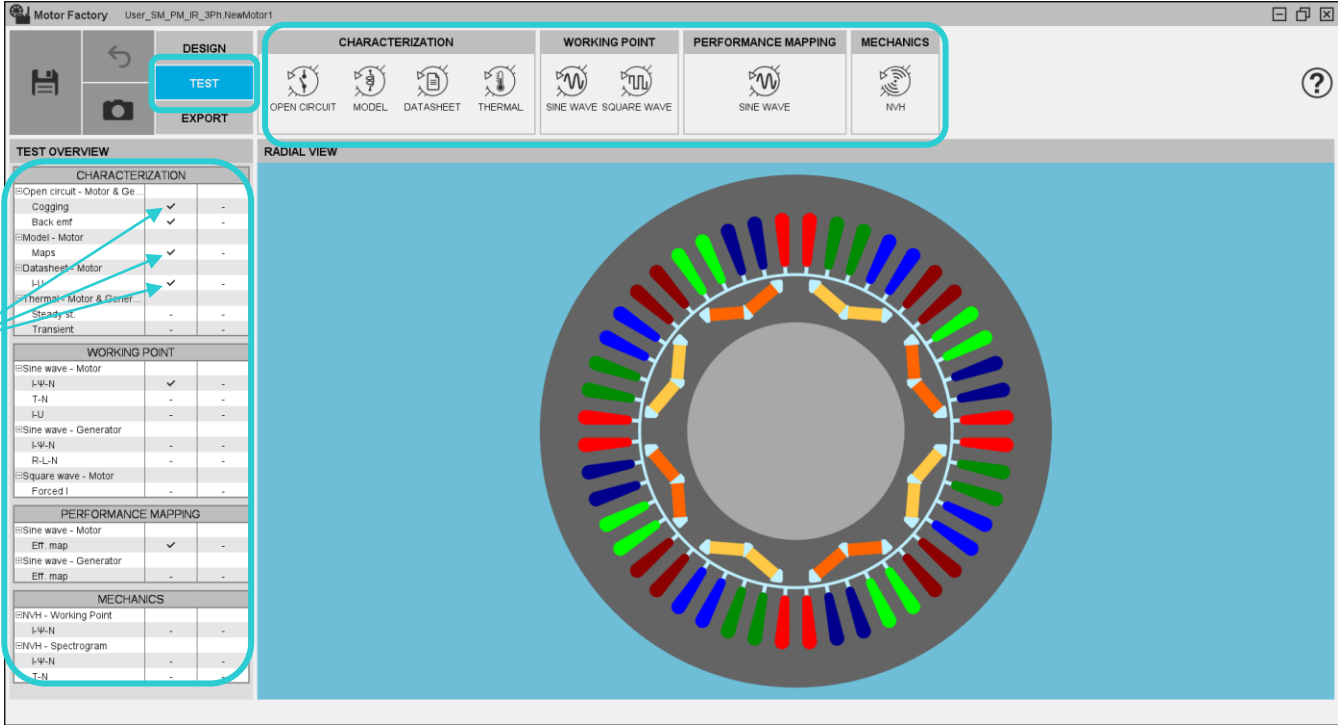 Motor Factory User_SM_PM_IR_3Ph.NewMotor1
DESIGN
TEST
EXPORT
CHARACTERIZATION
WORKING POINT
PERFORMANCE MAPPING
MECHANICS
OPEN CIRCUIT
MODEL
DATASHEET
THERMAL
SINE WAVE
SQUARE WAVE
SINE WAVE
NVH
?
TEST OVERVIEW
RADIAL VIEW
CHARACTERIZATION
Open circuit - Motor & Ge...
Cogging ✓ -
Back emf ✓ -
Model - Motor
Maps ✓ -
Datasheet - Motor
I-U ✓ -
Thermal - Motor & Gener...
Steady st. - -
Transient - -
WORKING POINT
Sine wave - Motor
I-Ψ-N ✓ -
T-N - -
I-U - -
Sine wave - Generator
I-Ψ-N - -
R-L-N - -
Square wave - Motor
Forced I - -
PERFORMANCE MAPPING
Sine wave - Motor
Eff. map ✓ -
Sine wave - Generator
Eff. map - -
MECHANICS
NVH - Working Point
I-Ψ-N - -
NVH - Spectrogram
I-Ψ-N - -
T-N - -